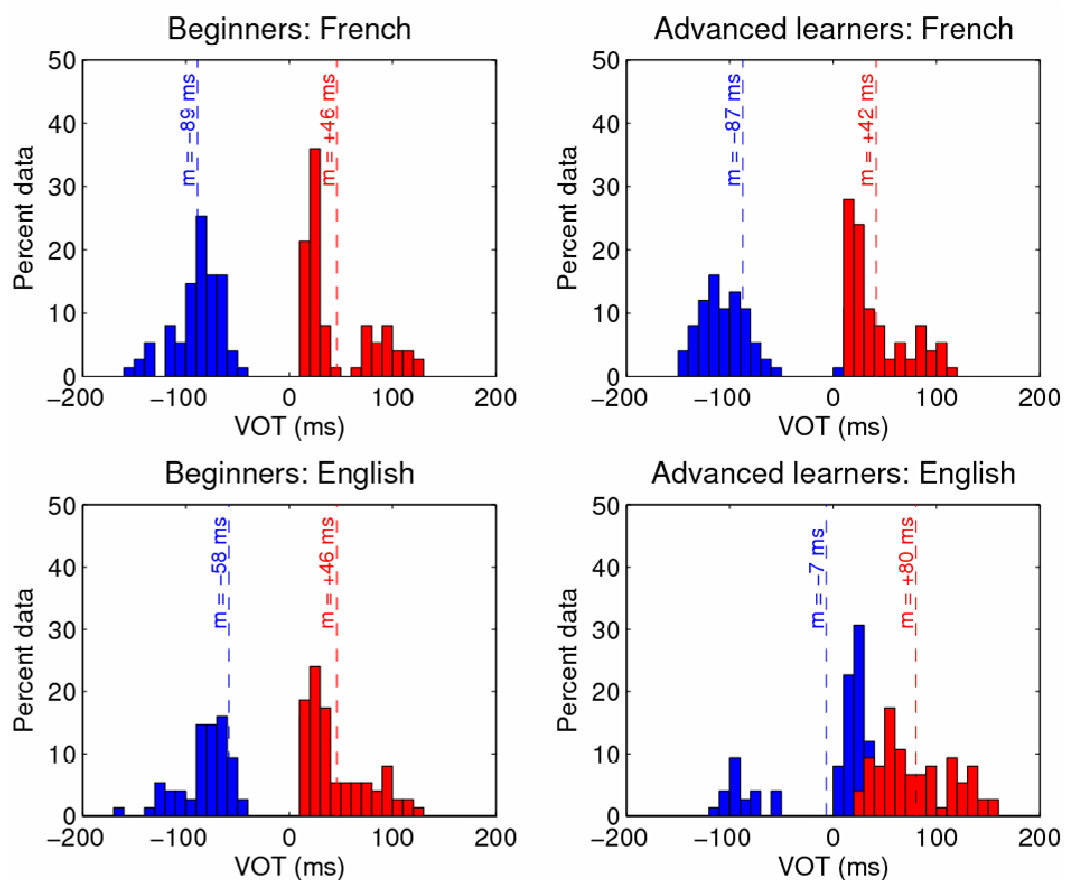 Beginners: French
50
40
30
20
10
0
Percent data
m = −89 ms
m = +46 ms
−200
−100
0
100
200
VOT (ms)
Advanced learners: French
50
40
30
20
10
0
Percent data
m = −87 ms
m = +42 ms
−200
−100
0
100
200
VOT (ms)
Beginners: English
50
40
30
20
10
0
Percent data
m = −58 ms
m = +46 ms
−200
−100
0
100
200
VOT (ms)
Advanced learners: English
50
40
30
20
10
0
Percent data
m = −7 ms
m = +80 ms
−200
−100
0
100
200
VOT (ms)